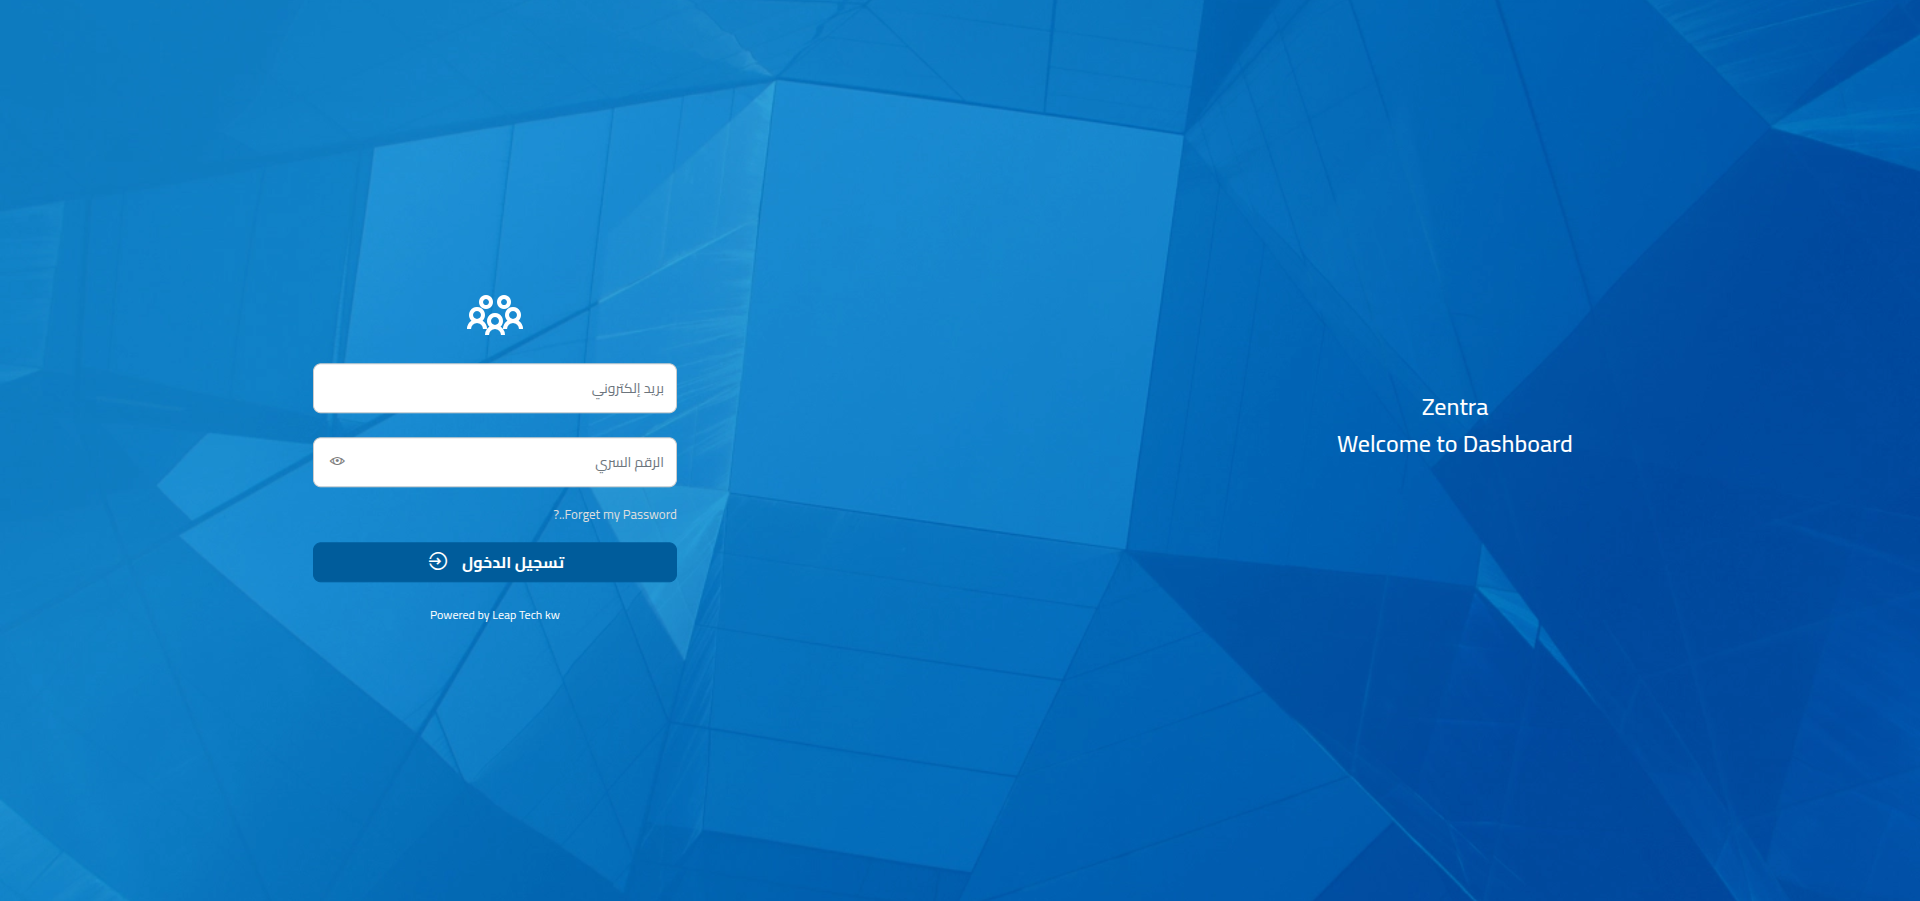 بريد إلكتروني
الرقم السري
?..Forget my Password
تسجيل الدخول
Powered by Leap Tech kw
Zentra
Welcome to Dashboard